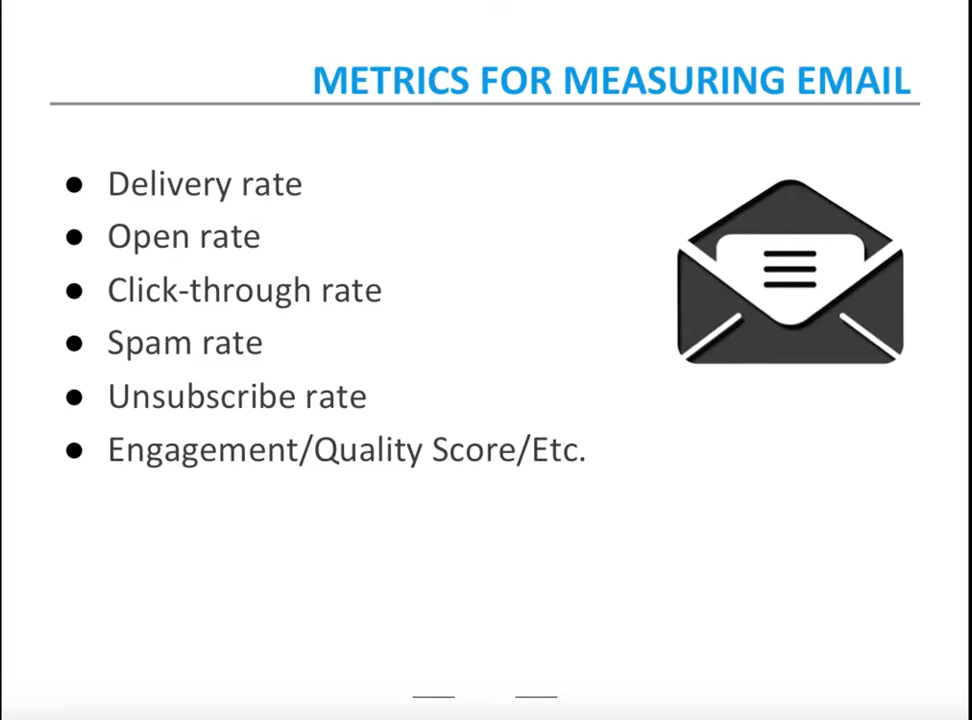 METRICS FOR MEASURING EMAIL
● Delivery rate
● Open rate
● Click-through rate
● Spam rate
● Unsubscribe rate
● Engagement/Quality Score/Etc.